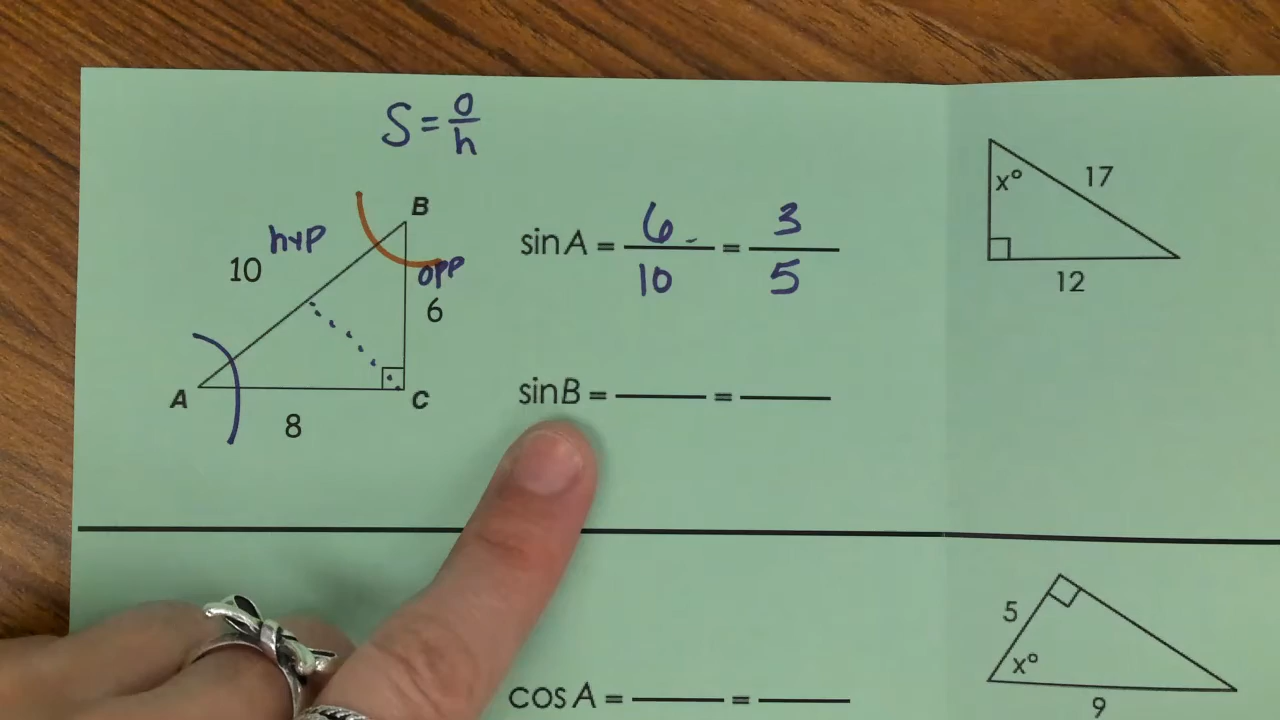 S = o/h
B
hyp
10
opp
6
A
C
8
sin A = 6/10 = 3/5
sin B = ___ = ___
x°
17
12
cos A = ___ = ___
5
x°
9